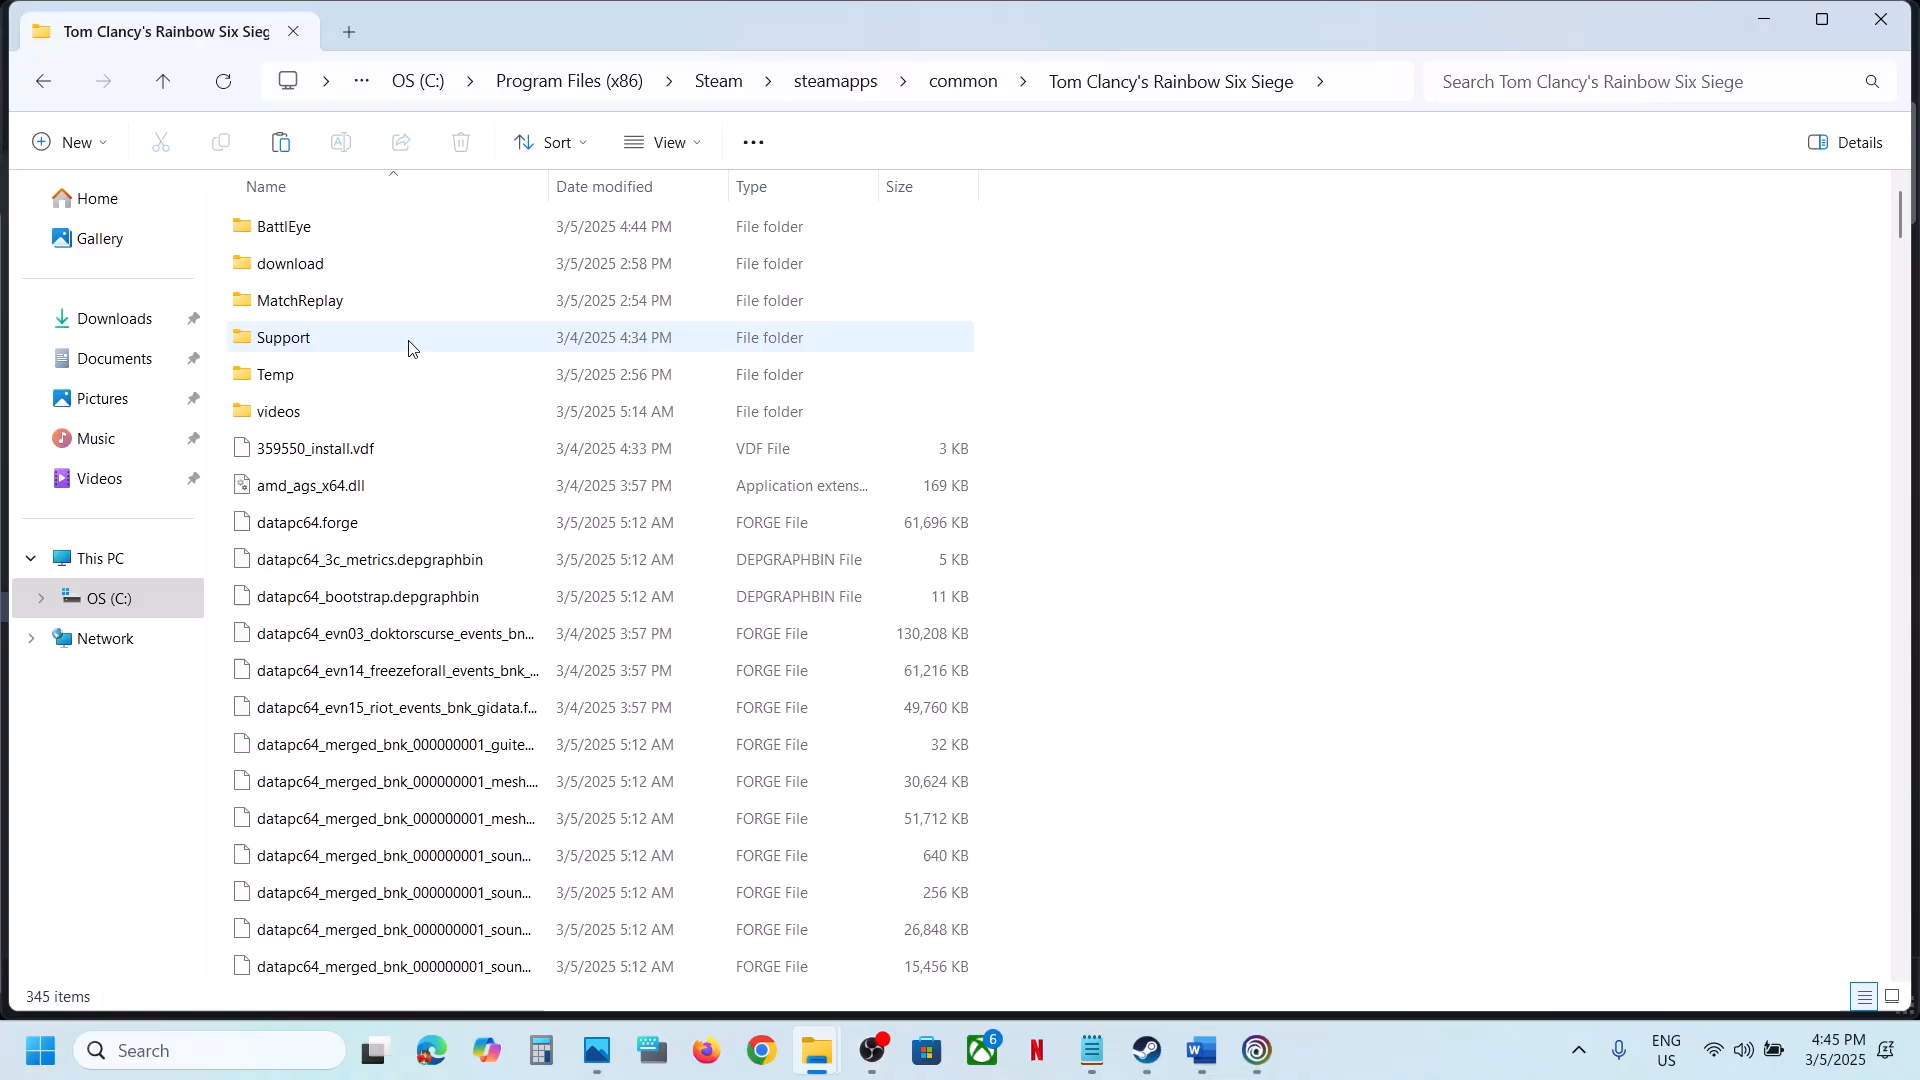 Tom Clancy's Rainbow Six Sieg
OS (C:) Program Files (x86) Steam steamapps common Tom Clancy's Rainbow Six Siege
Search Tom Clancy's Rainbow Six Siege
New Sort View Details
Name Date modified Type Size
Home
Gallery
Downloads
Documents
Pictures
Music
Videos
This PC
OS (C:)
Network
BattlEye 3/5/2025 4:44 PM File folder
download 3/5/2025 2:58 PM File folder
MatchReplay 3/5/2025 2:54 PM File folder
Support 3/4/2025 4:34 PM File folder
Temp 3/5/2025 2:56 PM File folder
videos 3/5/2025 5:14 AM File folder
359550_install.vdf 3/4/2025 4:33 PM VDF File 3 KB
amd_ags_x64.dll 3/4/2025 3:57 PM Application extens... 169 KB
datapc64.forge 3/5/2025 5:12 AM FORGE File 61,696 KB
datapc64_3c_metrics.depgraphbin 3/5/2025 5:12 AM DEPGRAPHBIN File 5 KB
datapc64_bootstrap.depgraphbin 3/5/2025 5:12 AM DEPGRAPHBIN File 11 KB
datapc64_evn03_doktorscurse_events_bn... 3/4/2025 3:57 PM FORGE File 130,208 KB
datapc64_evn14_freezeforall_events_bnk_... 3/4/2025 3:57 PM FORGE File 61,216 KB
datapc64_evn15_riot_events_bnk_gidata.f... 3/4/2025 3:57 PM FORGE File 49,760 KB
datapc64_merged_bnk_000000001_guite... 3/5/2025 5:12 AM FORGE File 32 KB
datapc64_merged_bnk_000000001_mesh.... 3/5/2025 5:12 AM FORGE File 30,624 KB
datapc64_merged_bnk_000000001_mesh... 3/5/2025 5:12 AM FORGE File 51,712 KB
datapc64_merged_bnk_000000001_soun... 3/5/2025 5:12 AM FORGE File 640 KB
datapc64_merged_bnk_000000001_soun... 3/5/2025 5:12 AM FORGE File 256 KB
datapc64_merged_bnk_000000001_soun... 3/5/2025 5:12 AM FORGE File 26,848 KB
datapc64_merged_bnk_000000001_soun... 3/5/2025 5:12 AM FORGE File 15,456 KB
345 items
Search
6
N
W
ENG
US
4:45 PM
3/5/2025